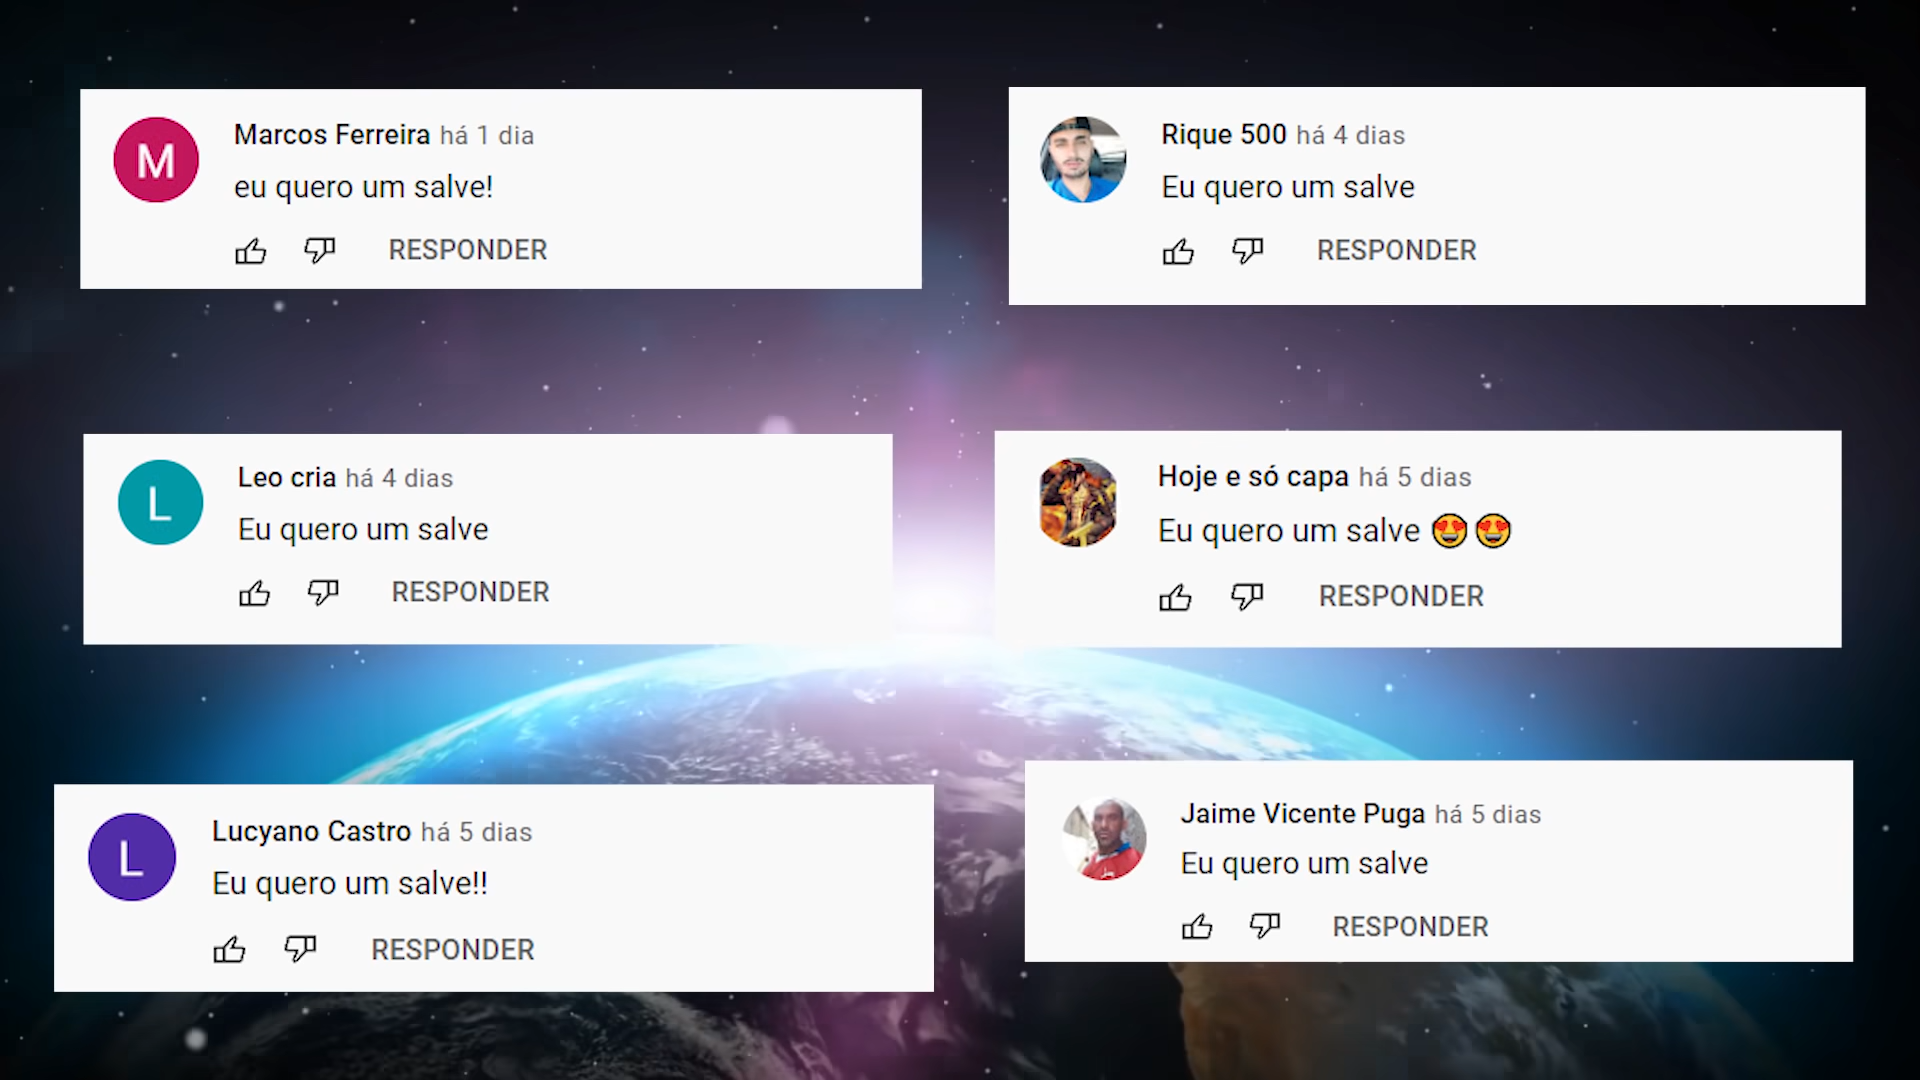 M
Marcos Ferreira há 1 dia
eu quero um salve!
RESPONDER
Rique 500 há 4 dias
Eu quero um salve
RESPONDER
L
Leo cria há 4 dias
Eu quero um salve
RESPONDER
Hoje e só capa há 5 dias
Eu quero um salve 😍😍
RESPONDER
L
Lucyano Castro há 5 dias
Eu quero um salve!!
RESPONDER
Jaime Vicente Puga há 5 dias
Eu quero um salve
RESPONDER